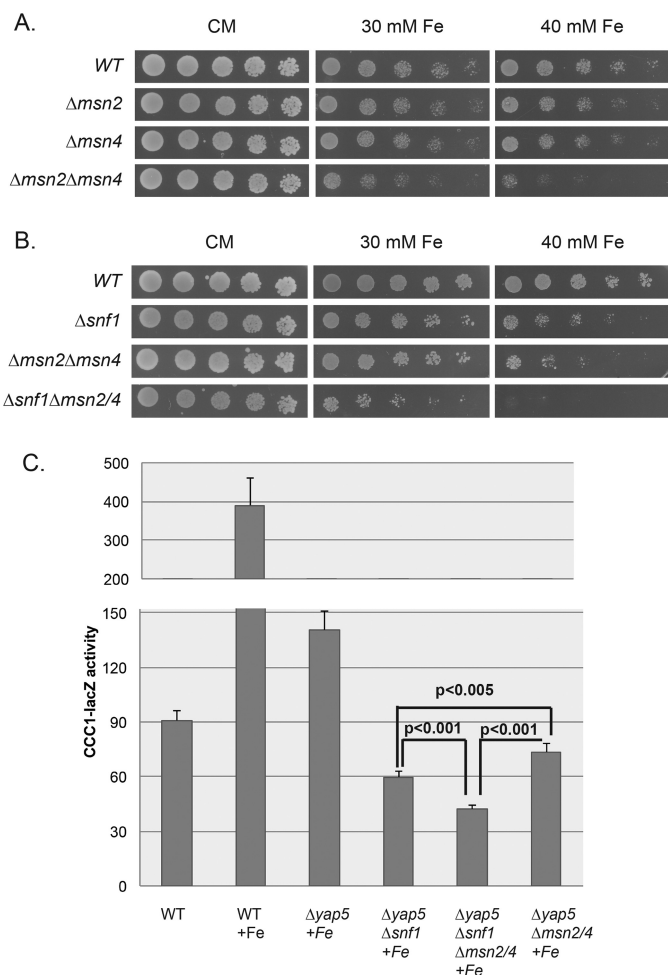 A.
CM 30 mM Fe 40 mM Fe
WT
Δmsn2
Δmsn4
Δmsn2Δmsn4
B.
CM 30 mM Fe 40 mM Fe
WT
Δsnf1
Δmsn2Δmsn4
Δsnf1Δmsn2/4
C.
500
400
300
200
150
120
90
60
30
0
CCC1-lacZ activity
p<0.005
p<0.001 p<0.001
WT
WT
+Fe
Δyap5
+Fe
Δyap5
Δsnf1
+Fe
Δyap5
Δsnf1
Δmsn2/4
+Fe
Δyap5
Δmsn2/4
+Fe